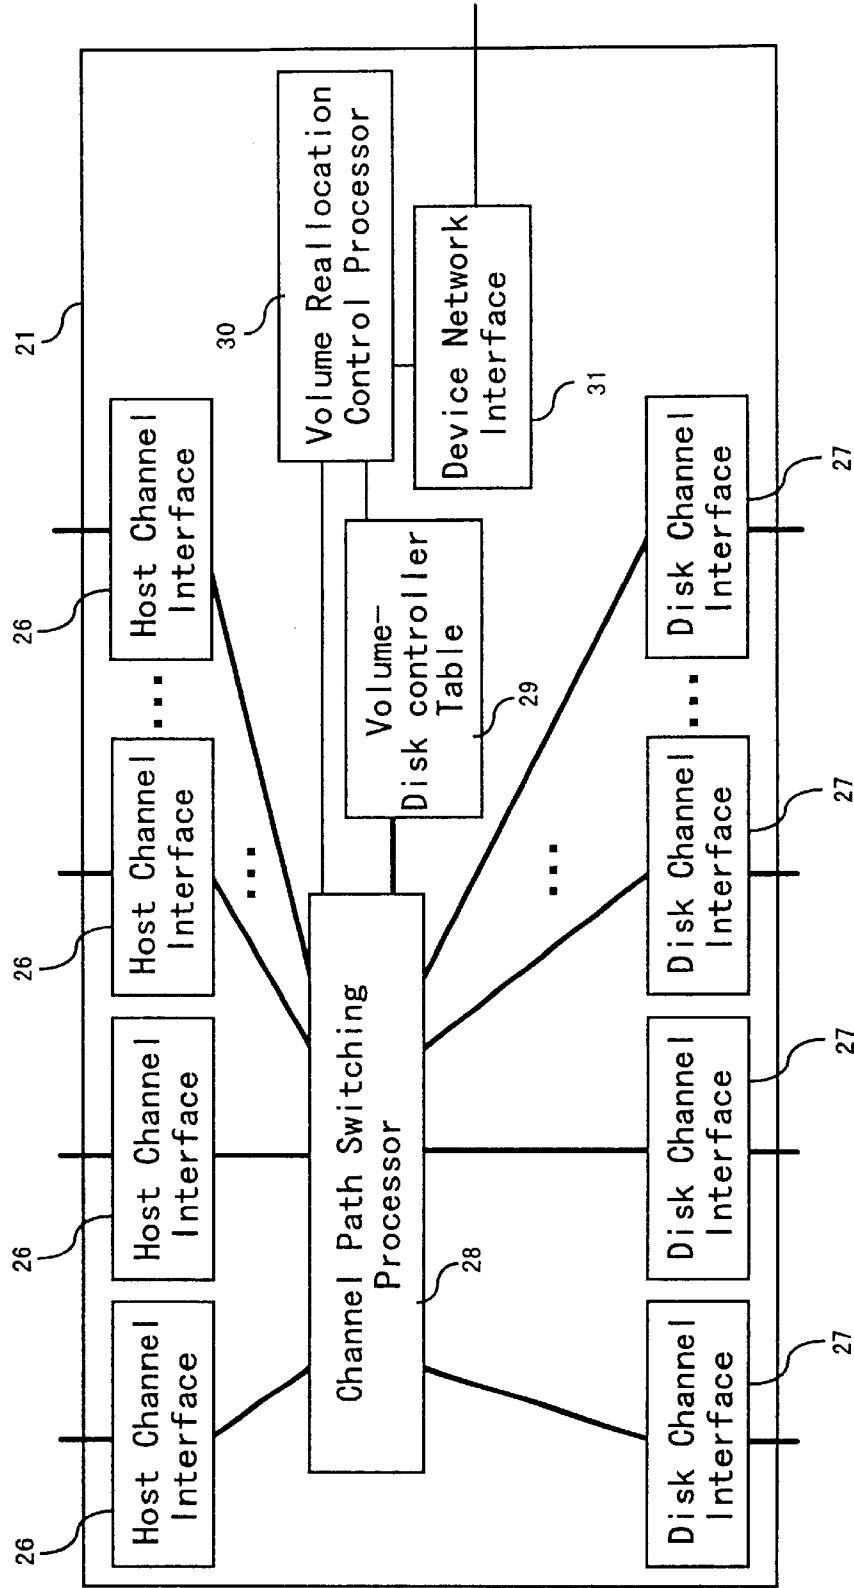 21
26
26
26
26
Host Channel
Interface
Host Channel
Interface
Host Channel
Interface
...
Host Channel
Interface
...
30
Volume Reallocation
Control Processor
Channel Path Switching
Processor
28
Volume-
Disk controller
Table
29
Device Network
Interface
31
...
Disk Channel
Interface
Disk Channel
Interface
Disk Channel
Interface
...
Disk Channel
Interface
27
27
27
27